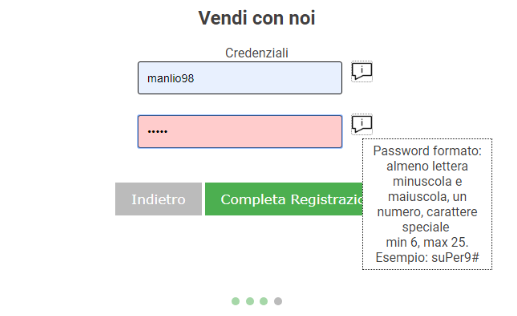 Vendi con noi
Credenziali
manlio98
•••••
Password formato:
almeno lettera
minuscola e
maiuscola, un
numero, carattere
speciale
min 6, max 25.
Esempio: suPer9#
Indietro
Completa Registrazio